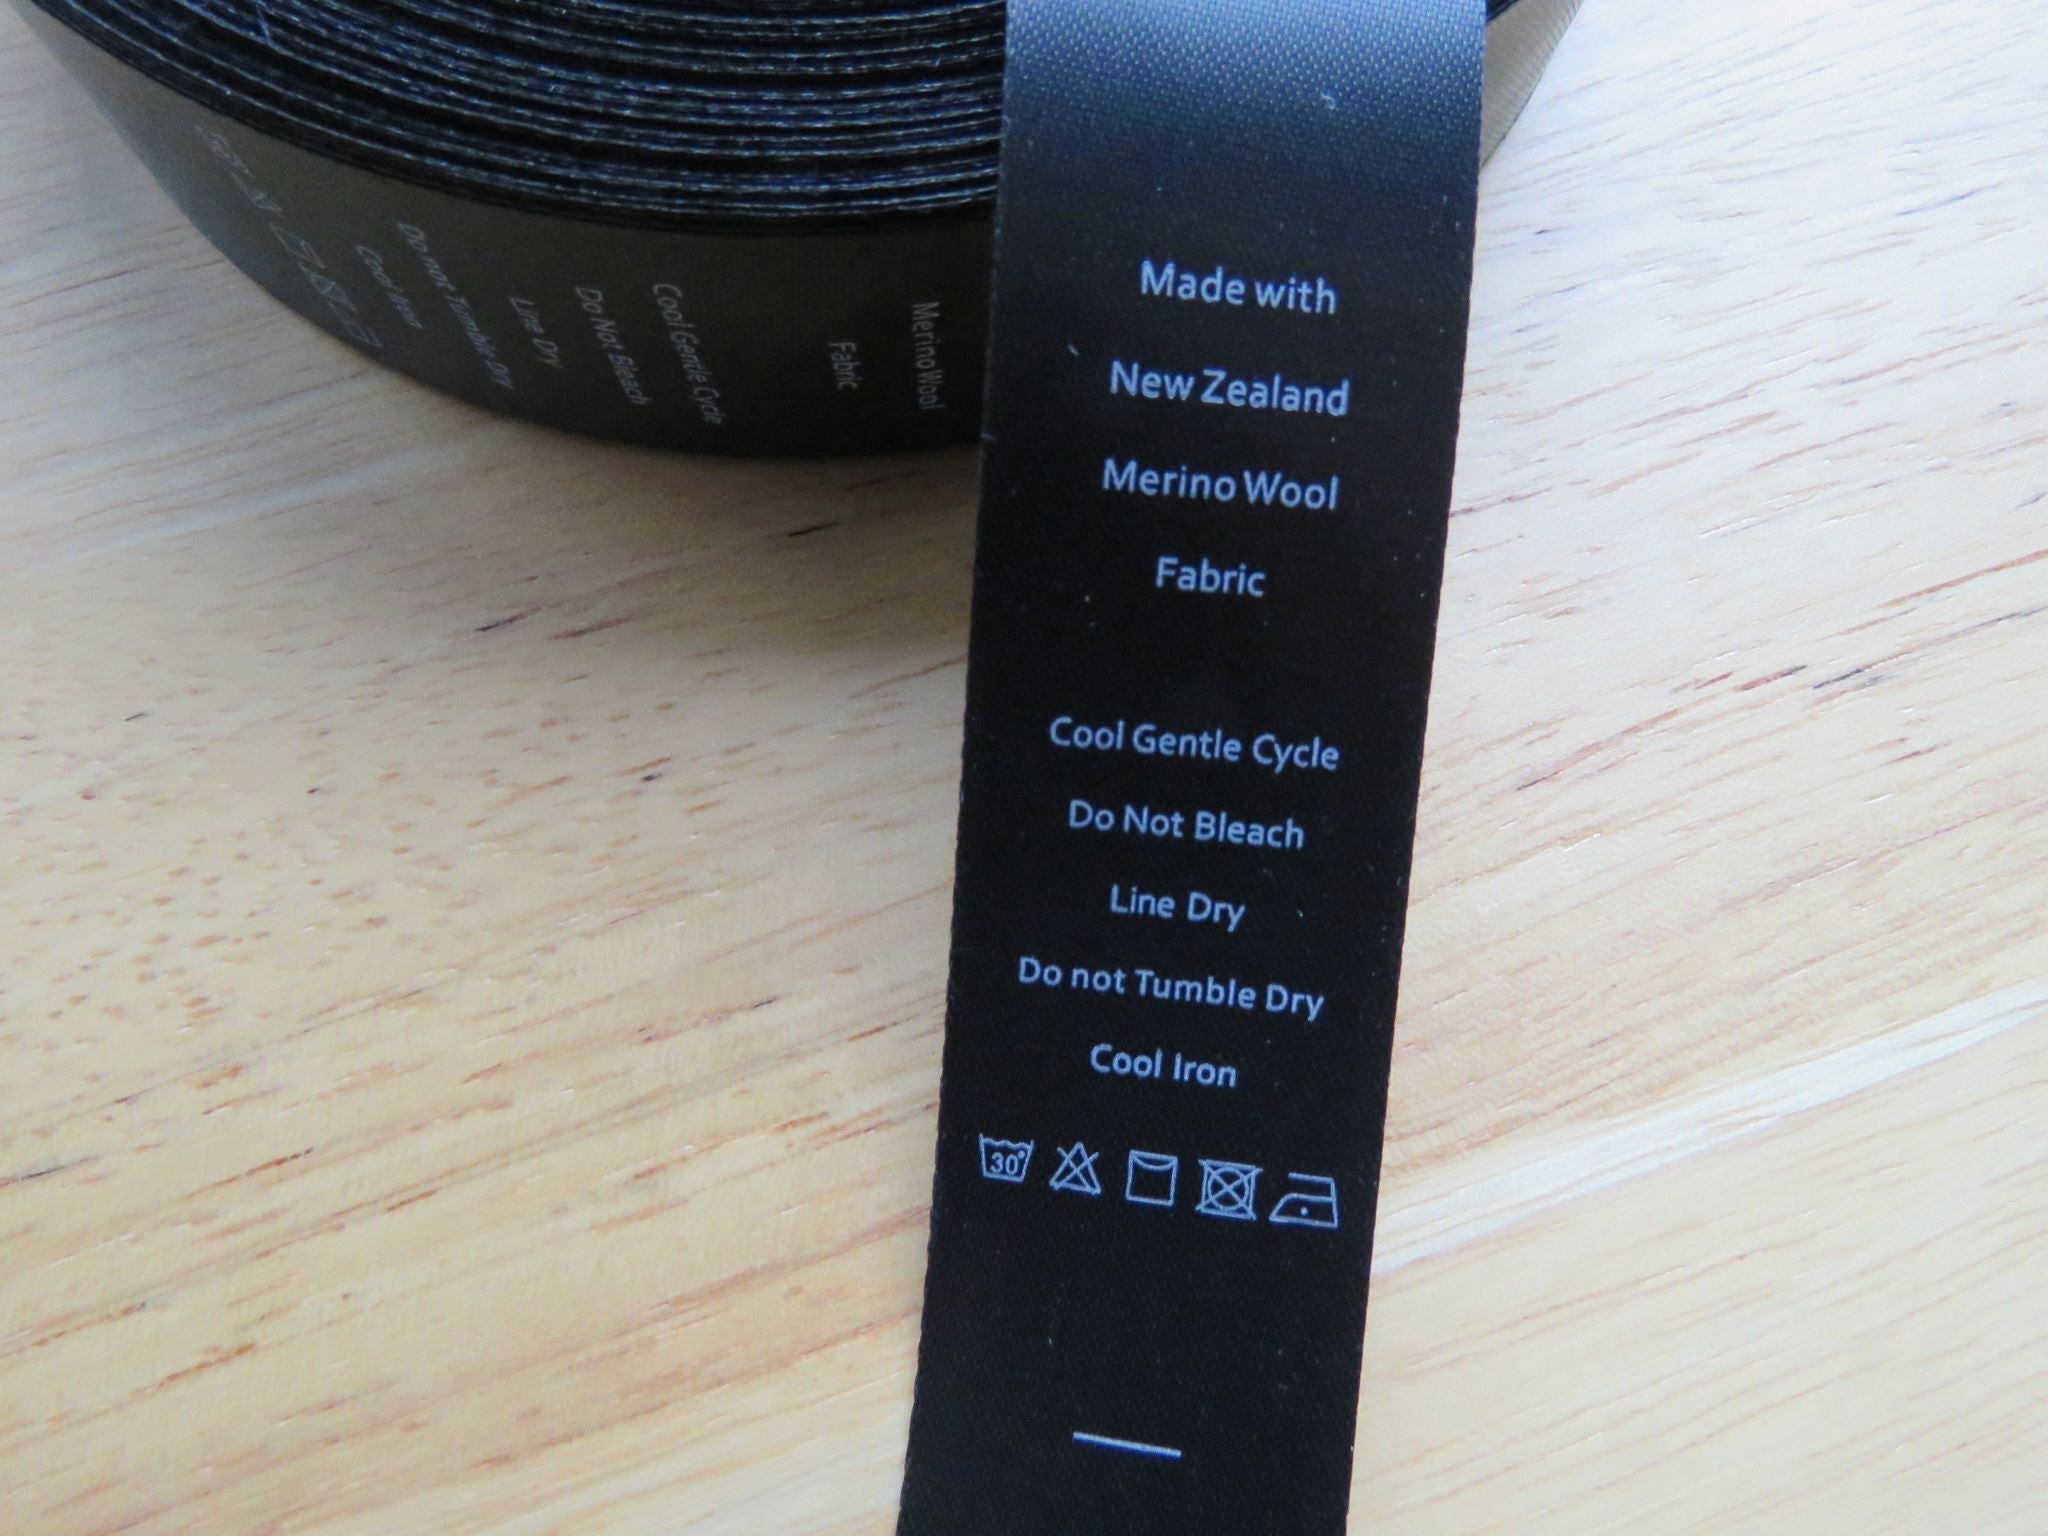 Made with
New Zealand
Merino Wool
Fabric
Cool Gentle Cycle
Do Not Bleach
Line Dry
Do not Tumble Dry
Cool Iron
30°
Merino Wool
Fabric
Cool Gentle Cycle
Do Not Bleach
Line Dry
Do not Tumble Dry
Cool Iron